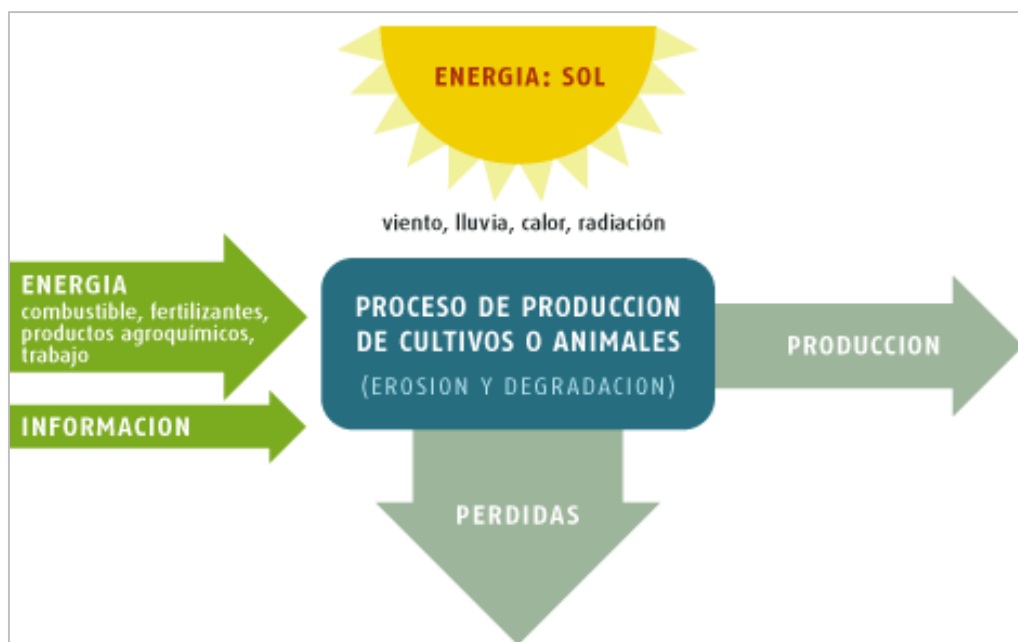 ENERGIA: SOL
viento, lluvia, calor, radiación
ENERGIA
combustible, fertilizantes,
productos agroquímicos,
trabajo
INFORMACION
PROCESO DE PRODUCCION
DE CULTIVOS O ANIMALES
(EROSION Y DEGRADACION)
PRODUCCION
PERDIDAS